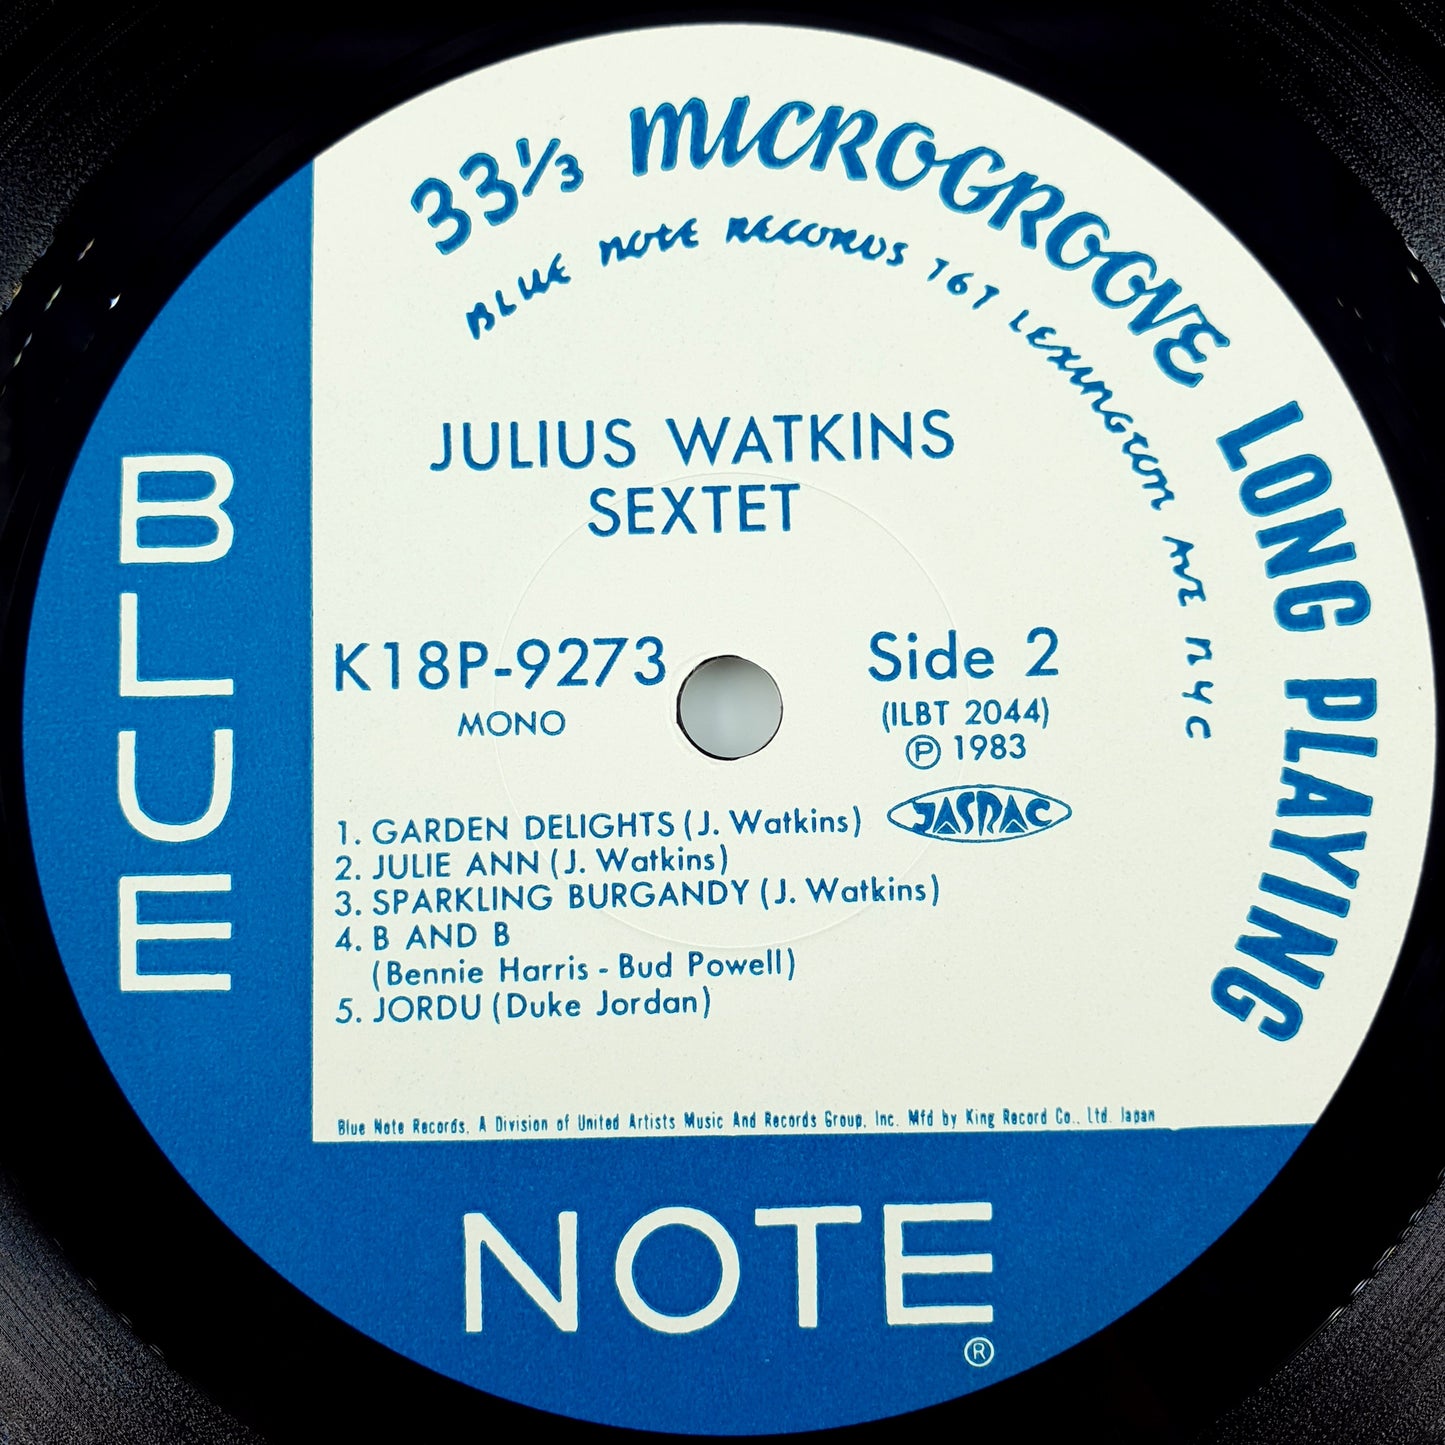 33⅓ MICROGROOVE LONG PLAYING
BLUE NOTE RECORDS 767 LEXINGTON AVE NYC
JULIUS WATKINS
SEXTET
K18P-9273
MONO
Side 2
(ILBT 2044)
Ⓟ 1983
JASRAC
1. GARDEN DELIGHTS (J. Watkins)
2. JULIE ANN (J. Watkins)
3. SPARKLING BURGANDY (J. Watkins)
4. B AND B
(Bennie Harris - Bud Powell)
5. JORDU (Duke Jordan)
Blue Note Records, A Division of United Artists Music And Records Group, Inc. Mfd by King Record Co., Ltd. Japan
BLUE
NOTE
®